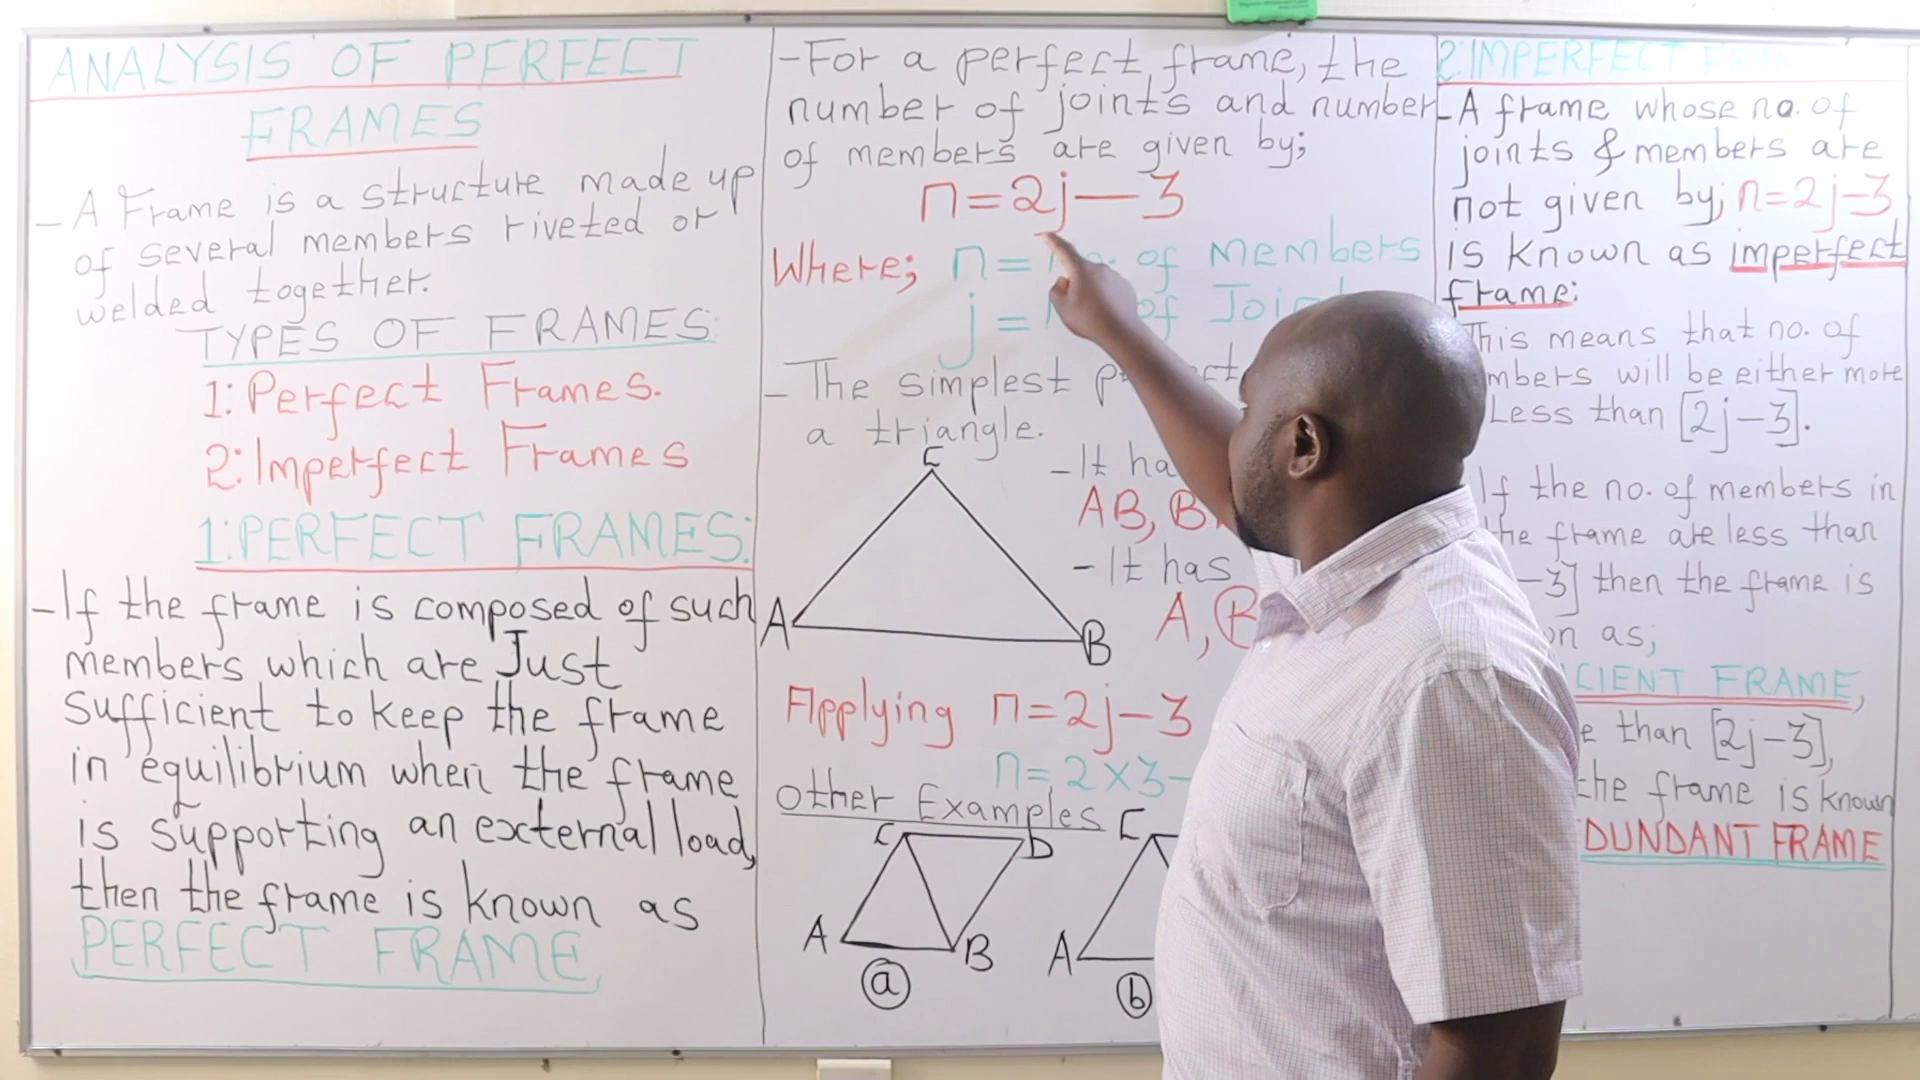 ANALYSIS OF PERFECT
FRAMES
- A Frame is a structure made up
of several members riveted or
welded together.
TYPES OF FRAMES:
1: Perfect Frames.
2: Imperfect Frames
1: PERFECT FRAMES:
- If the frame is composed of such
members which are Just
sufficient to keep the frame
in equilibrium when the frame
is supporting an external load,
then the frame is known as
PERFECT FRAME
- For a perfect frame, the
number of joints and number
of members are given by;
n = 2j - 3
Where; n = of members
j = of
- The simplest
a triangle.
C
- It
AB,
- It has
A, B
A
B
Applying n = 2j - 3
n = 2 x 3 -
Other Examples
C D
A B
a
C
A
b
2: IMPERFECT
- A frame whose no. of
joints & members are
not given by; n = 2j - 3
is known as imperfect
frame:
This means that no. of
will be either more
Less than [2j - 3].
If the no. of members in
the frame are less than
- 3] then the frame is
as;
FRAME,
than [2j - 3],
the frame is known
FRAME